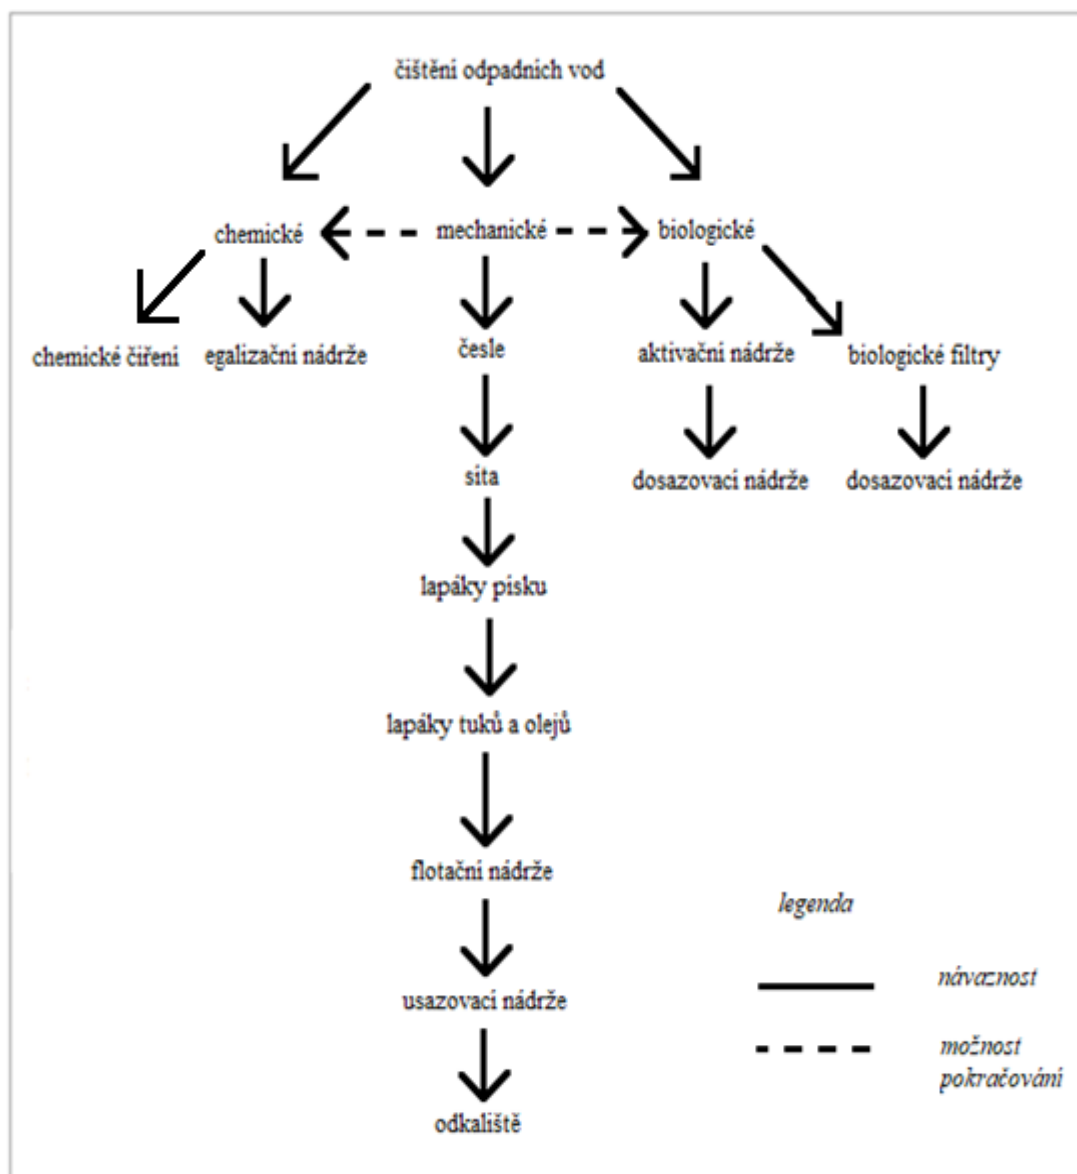 čištění odpadních vod
chemické
mechanické
biologické
chemické čiření
egalizační nádrže
česle
aktivační nádrže
biologické filtry
síta
dosazovací nádrže
dosazovací nádrže
lapáky písku
lapáky tuků a olejů
flotační nádrže
legenda
usazovací nádrže
návaznost
možnost
pokračování
odkaliště